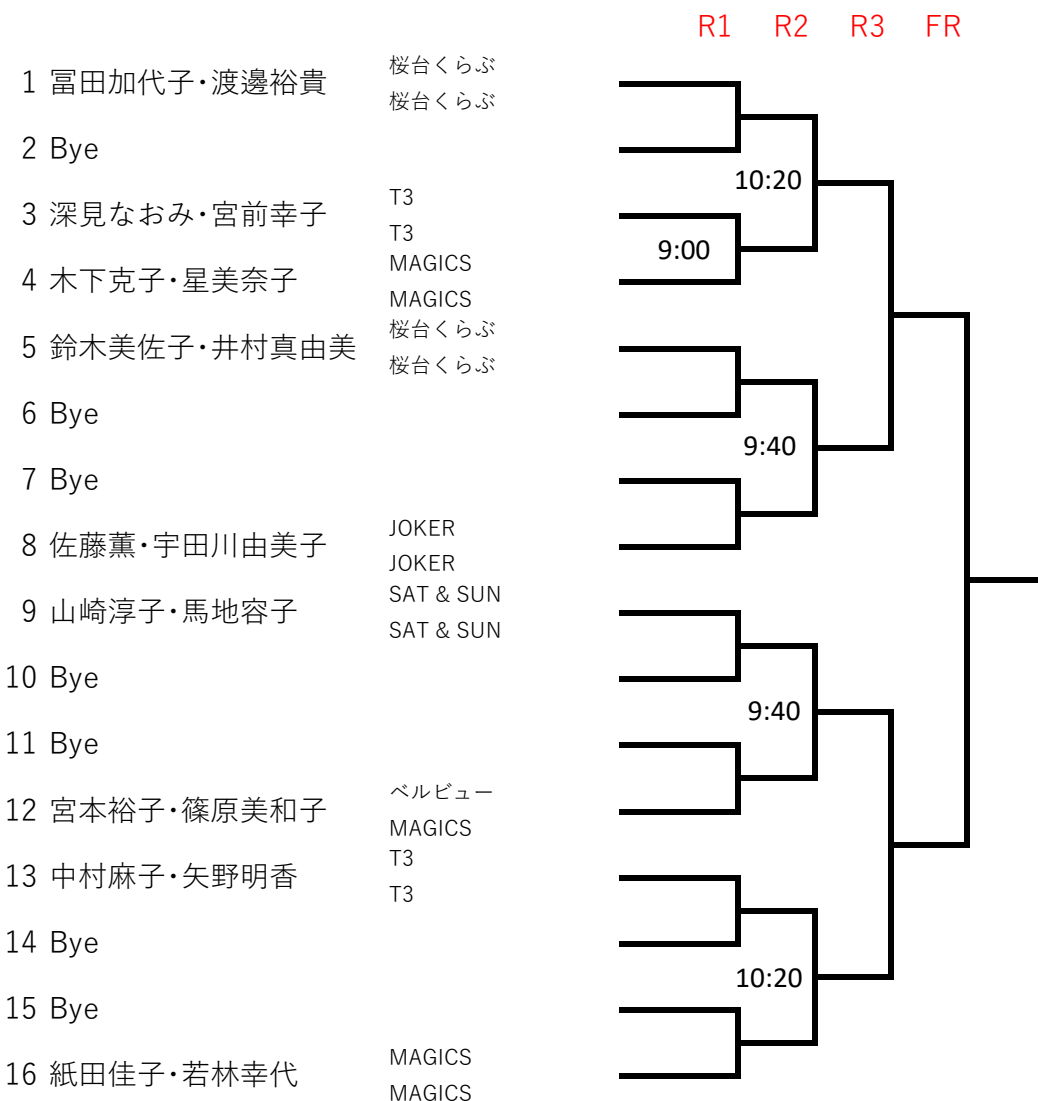 R1 R2 R3 FR
1 冨田加代子・渡邊裕貴 桜台くらぶ
桜台くらぶ
2 Bye
10:20
3 深見なおみ・宮前幸子 T3
T3
9:00
4 木下克子・星美奈子 MAGICS
MAGICS
5 鈴木美佐子・井村真由美 桜台くらぶ
桜台くらぶ
6 Bye
9:40
7 Bye
8 佐藤薫・宇田川由美子 JOKER
JOKER
9 山崎淳子・馬地容子 SAT & SUN
SAT & SUN
10 Bye
9:40
11 Bye
12 宮本裕子・篠原美和子 ベルビュー
MAGICS
13 中村麻子・矢野明香 T3
T3
14 Bye
10:20
15 Bye
16 紙田佳子・若林幸代 MAGICS
MAGICS